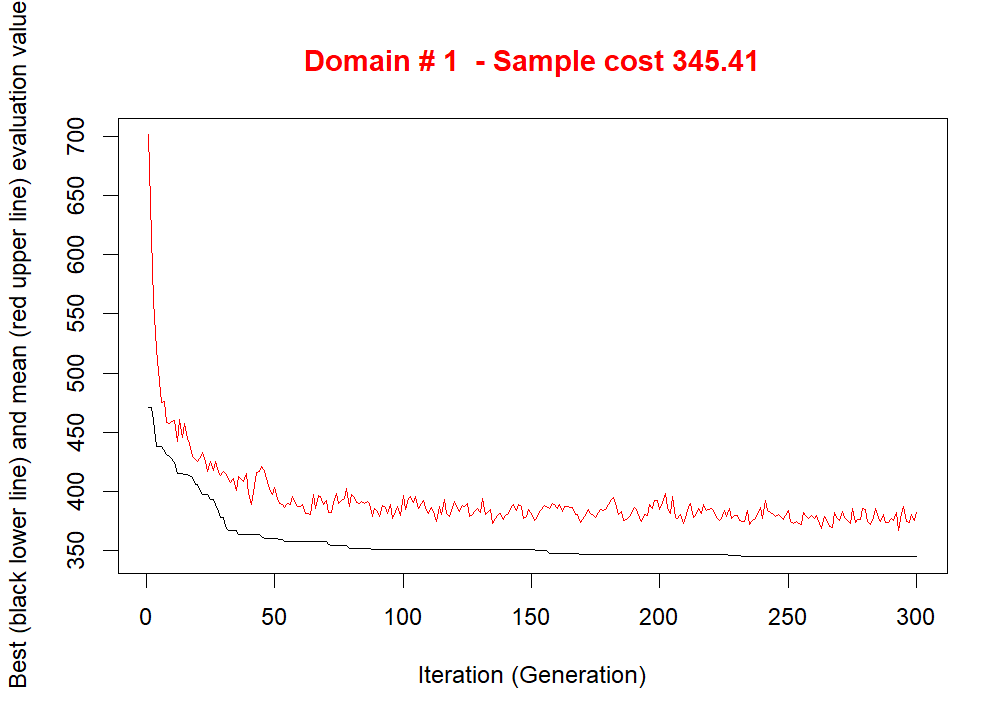 Domain # 1 - Sample cost 345.41
Best (black lower line) and mean (red upper line) evaluation value
700
650
600
550
500
450
400
350
0 50 100 150 200 250 300
Iteration (Generation)